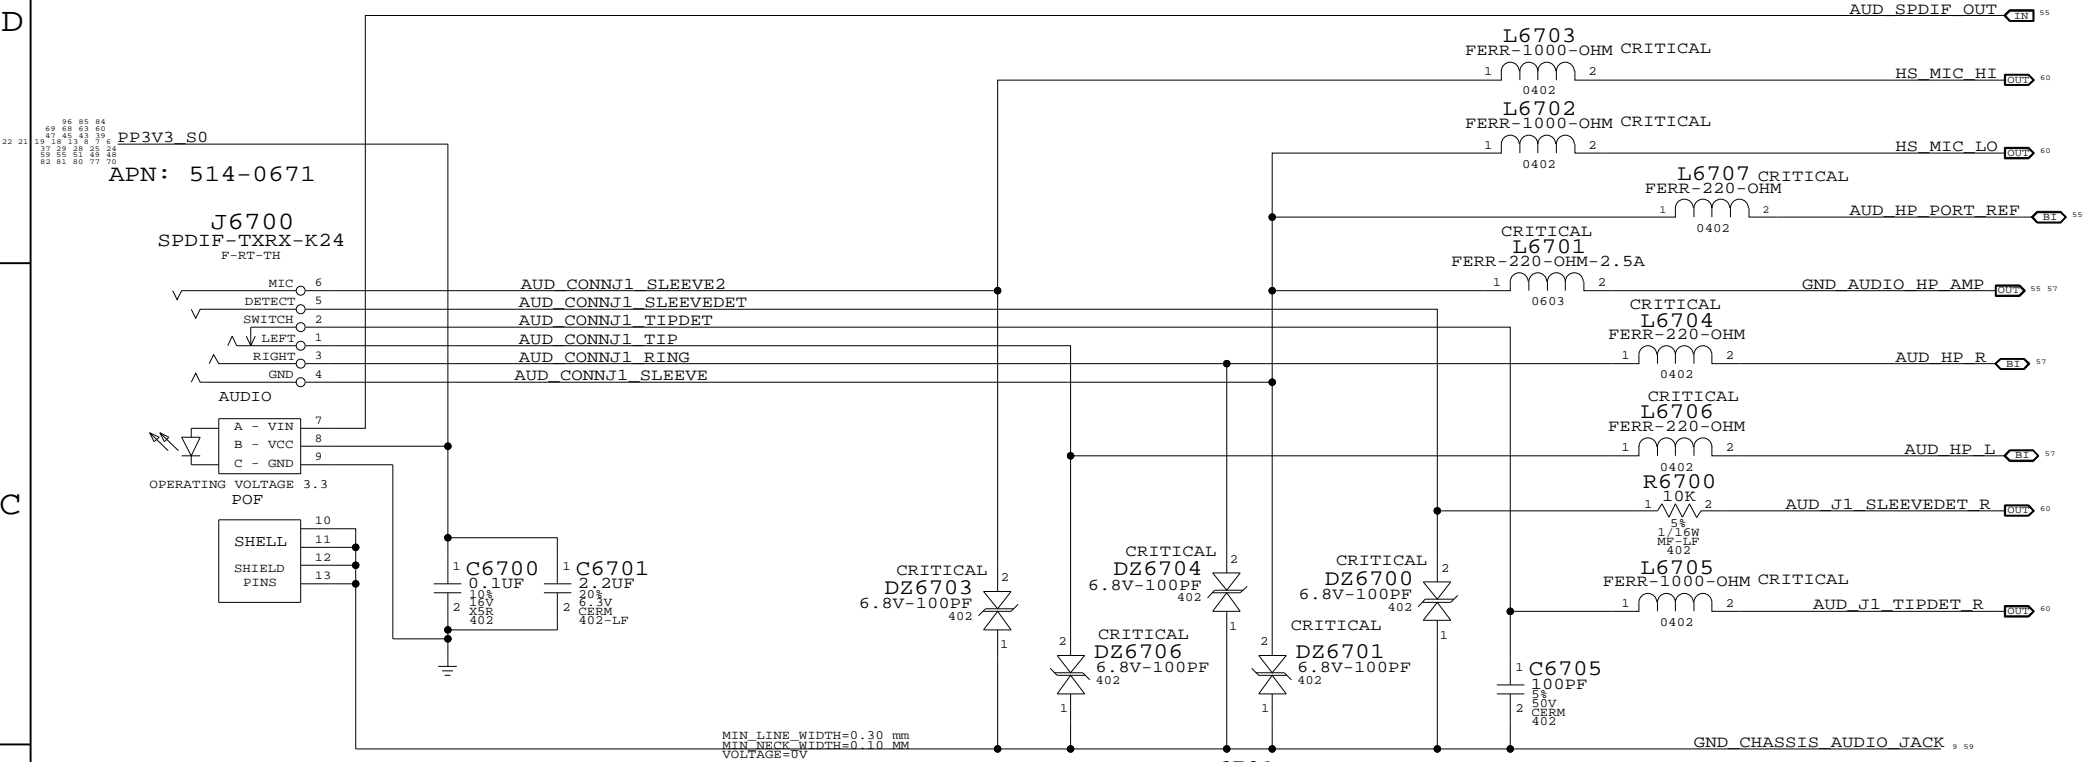 D
AUD_SPDIF_OUT IN 55
L6703
FERR-1000-OHM CRITICAL
1 2
0402
HS_MIC_HI OUT 60
L6702
FERR-1000-OHM CRITICAL
1 2
0402
HS_MIC_LO OUT 60
96 85 84
69 68 63 60
47 45 43 39
22 21 19 18 13 8 7 6
37 29 28 25 24
59 55 51 49 48
82 81 80 77 70
PP3V3_S0
APN: 514-0671
L6707 CRITICAL
FERR-220-OHM
1 2
0402
AUD_HP_PORT_REF BI 55
J6700
SPDIF-TXRX-K24
F-RT-TH
CRITICAL
L6701
FERR-220-OHM-2.5A
1 2
0603
GND_AUDIO_HP_AMP OUT 55 57
MIC 6 AUD_CONNJ1_SLEEVE2
DETECT 5 AUD_CONNJ1_SLEEVEDET
SWITCH 2 AUD_CONNJ1_TIPDET
LEFT 1 AUD_CONNJ1_TIP
RIGHT 3 AUD_CONNJ1_RING
GND 4 AUD_CONNJ1_SLEEVE
AUDIO
CRITICAL
L6704
FERR-220-OHM
1 2
0402
AUD_HP_R BI 57
A - VIN 7
B - VCC 8
C - GND 9
OPERATING VOLTAGE 3.3
POF
CRITICAL
L6706
FERR-220-OHM
1 2
0402
AUD_HP_L BI 57
C
R6700
10K
1 2
5%
1/16W
MF-LF
402
AUD_J1_SLEEVEDET_R OUT 60
SHELL
SHIELD
PINS
10
11
12
13
1 C6700
0.1UF
10%
16V
2 X5R
402
1 C6701
2.2UF
20%
6.3V
2 CERM
402-LF
CRITICAL 2
DZ6703
6.8V-100PF
402
1
CRITICAL 2
DZ6704
6.8V-100PF
402
1
CRITICAL 2
DZ6700
6.8V-100PF
402
1
L6705
FERR-1000-OHM CRITICAL
1 2
0402
AUD_J1_TIPDET_R OUT 60
CRITICAL
2 DZ6706
6.8V-100PF
402
1
CRITICAL
2 DZ6701
6.8V-100PF
402
1
1 C6705
100PF
5%
50V
2 CERM
402
MIN_LINE_WIDTH=0.30 mm
MIN_NECK_WIDTH=0.10 MM
VOLTAGE=0V
GND_CHASSIS_AUDIO_JACK 9 59